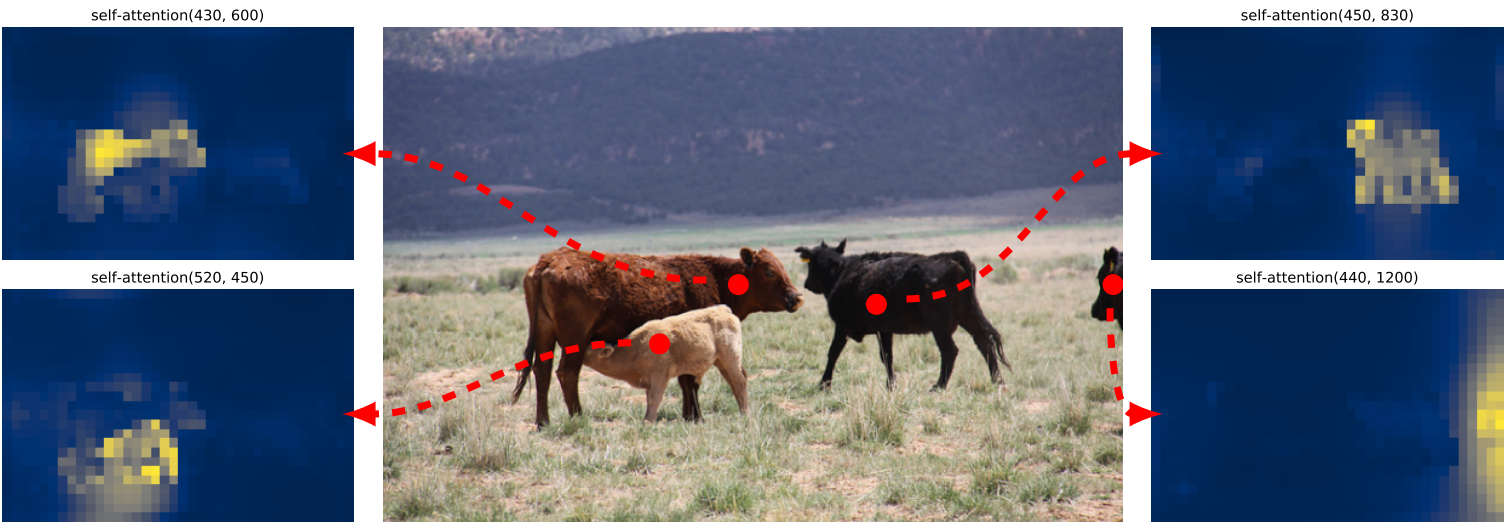 self-attention(430, 600)
self-attention(450, 830)
self-attention(520, 450)
self-attention(440, 1200)